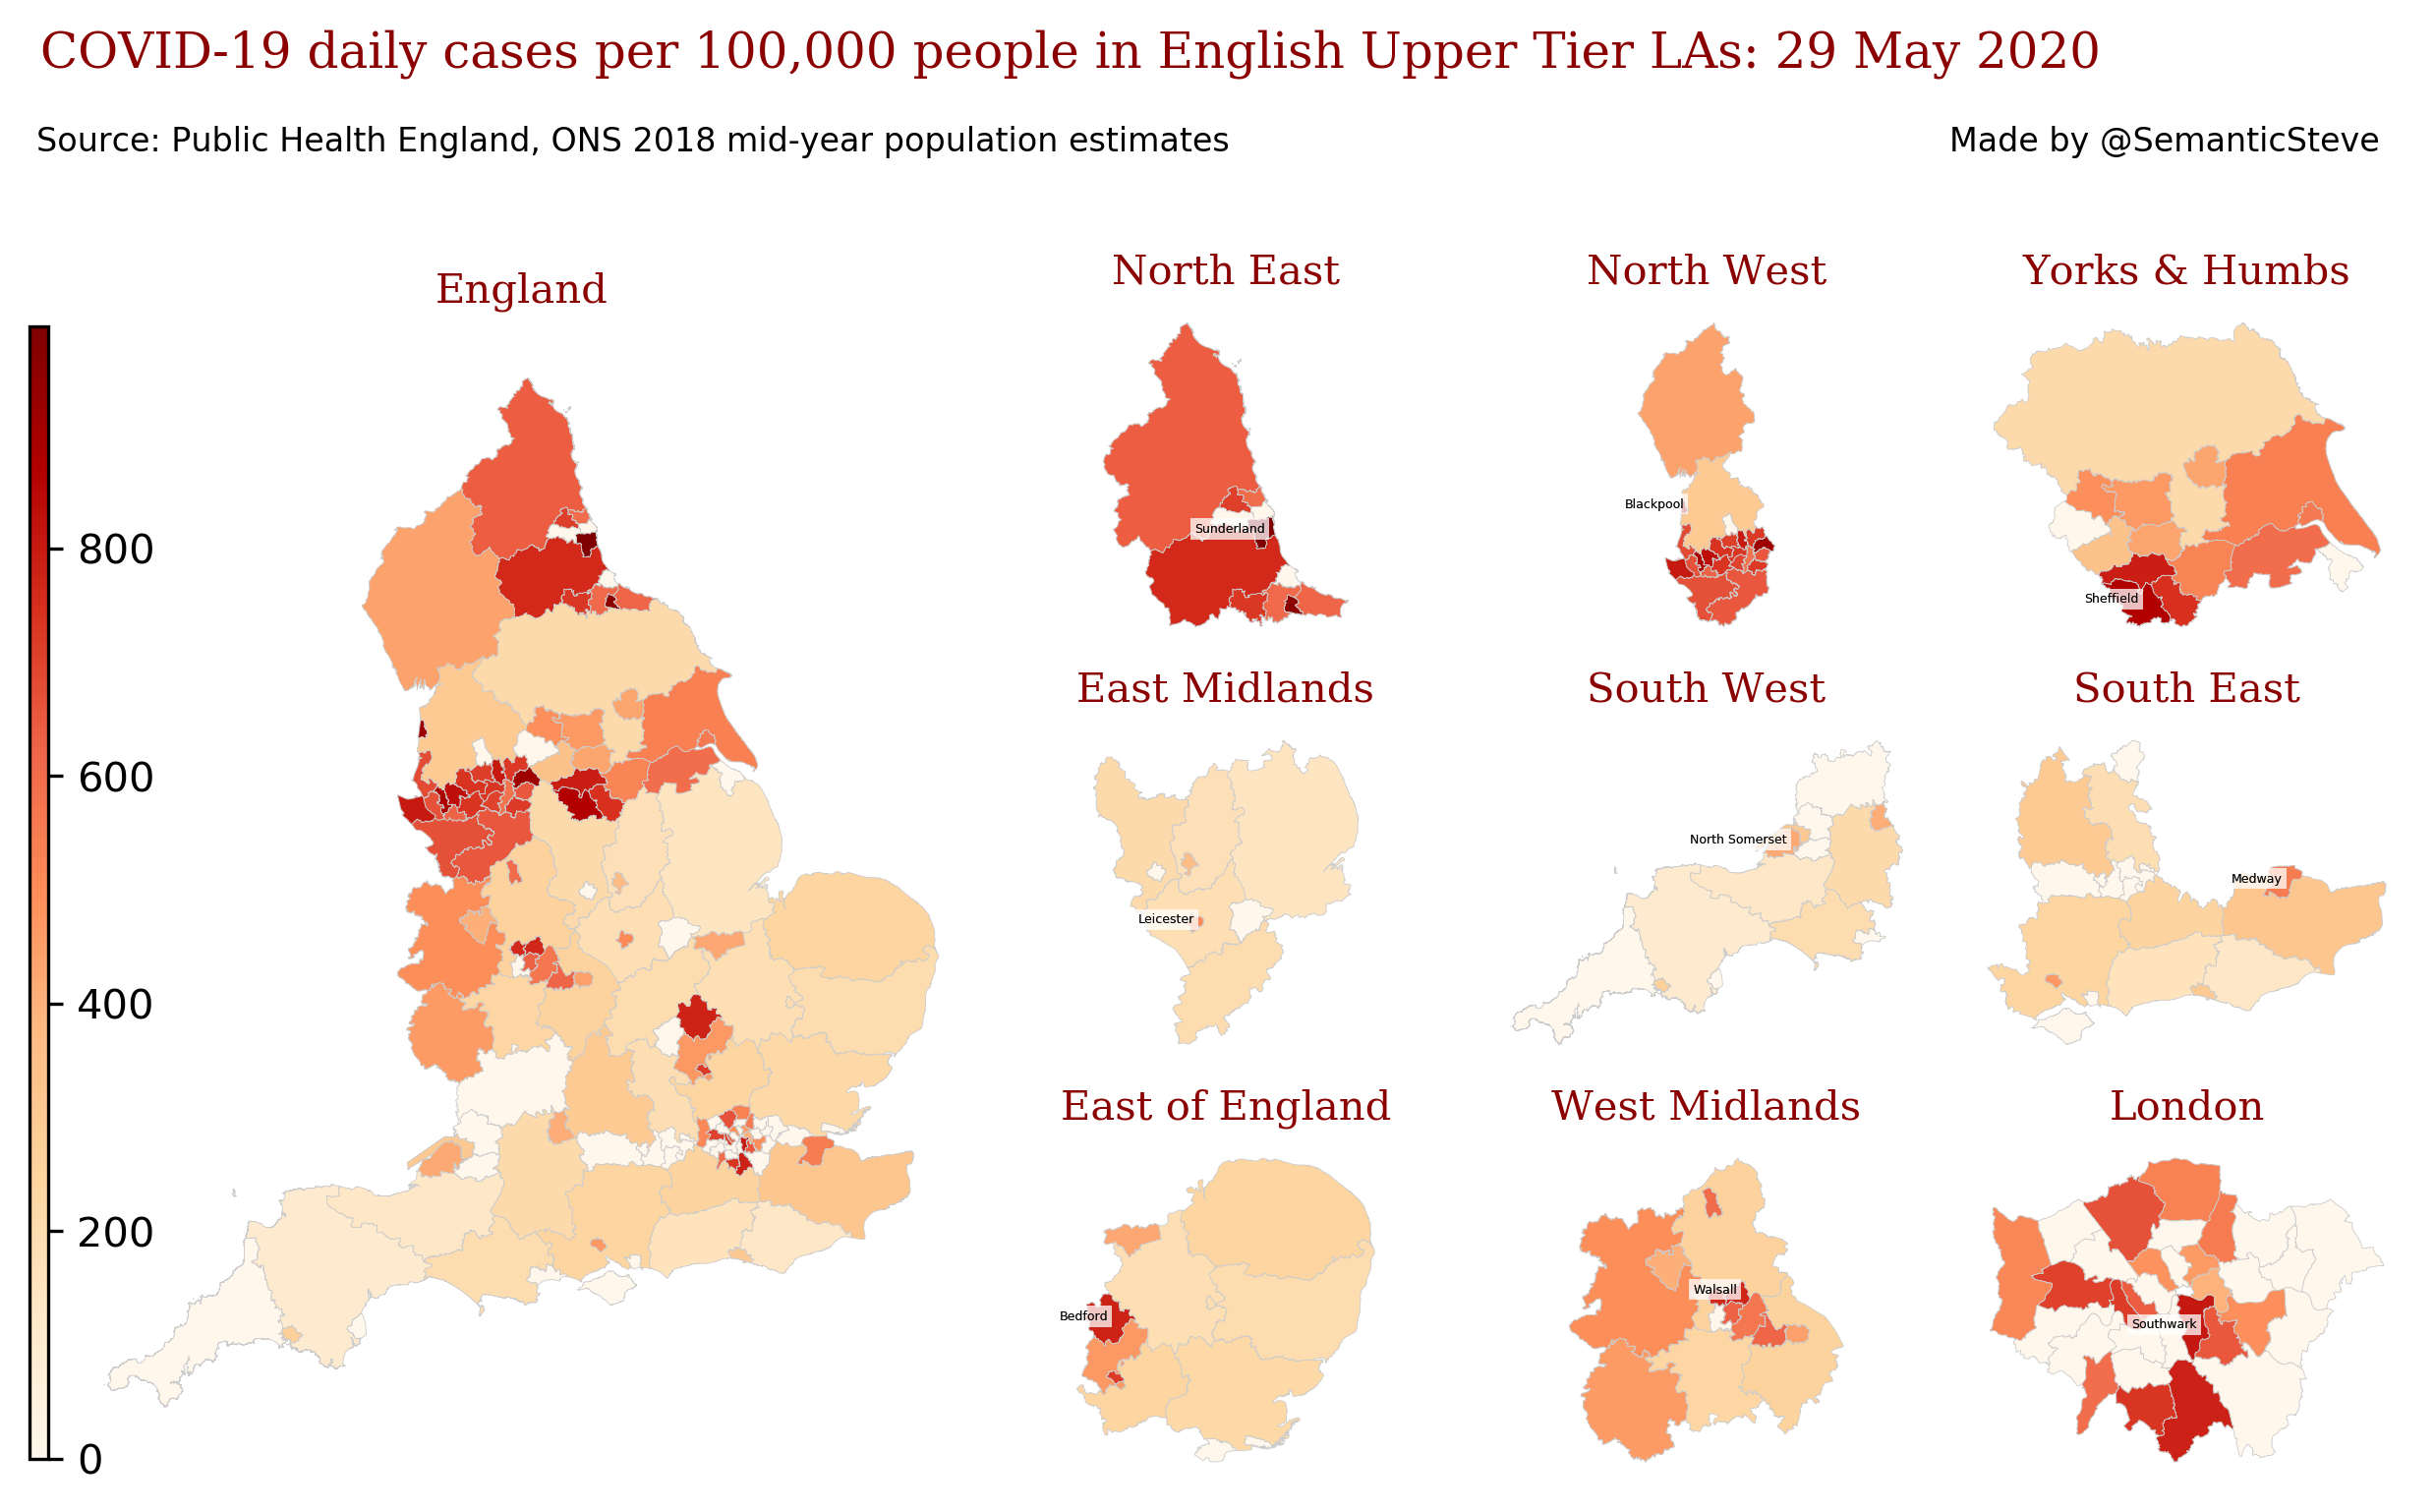 COVID-19 daily cases per 100,000 people in English Upper Tier LAs: 29 May 2020
Source: Public Health England, ONS 2018 mid-year population estimates
Made by @SemanticSteve
England
800
600
400
200
0
North East
Sunderland
North West
Blackpool
Yorks & Humbs
Sheffield
East Midlands
Leicester
South West
North Somerset
South East
Medway
East of England
Bedford
West Midlands
Walsall
London
Southwark